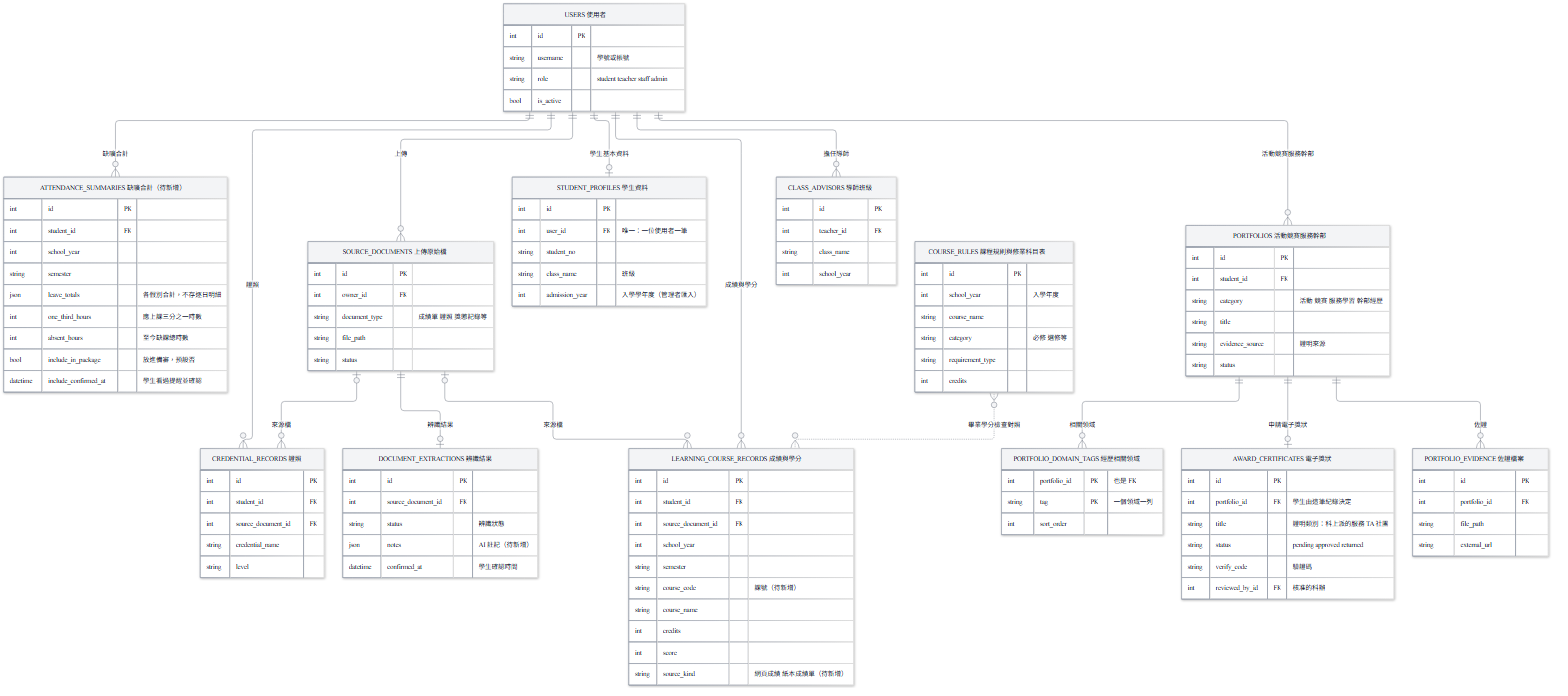 USERS 使用者
int id PK
string username 學號或帳號
string role student teacher staff admin
bool is_active
缺曠合計
上傳
學生基本資料
擔任導師
活動競賽服務幹部
證照
成績與學分
ATTENDANCE_SUMMARIES 缺曠合計（待新增）
int id PK
int student_id FK
int school_year
string semester
json leave_totals 各假別合計，不存逐日明細
int one_third_hours 應上課三分之一時數
int absent_hours 至今缺曠總時數
bool include_in_package 放進備審，預設否
datetime include_confirmed_at 學生看過提醒並確認
SOURCE_DOCUMENTS 上傳原始檔
int id PK
int owner_id FK
string document_type 成績單 證照 獎懲紀錄等
string file_path
string status
STUDENT_PROFILES 學生資料
int id PK
int user_id FK 唯一：一位使用者一筆
string student_no
string class_name 班級
int admission_year 入學學年度（管理者匯入）
CLASS_ADVISORS 導師班級
int id PK
int teacher_id FK
string class_name
int school_year
COURSE_RULES 課程規則與修業科目表
int id PK
int school_year 入學年度
string course_name
string category 必修 選修等
string requirement_type
int credits
PORTFOLIOS 活動競賽服務幹部
int id PK
int student_id FK
string category 活動 競賽 服務學習 幹部經歷
string title
string evidence_source 證明來源
string status
來源檔
辨識結果
來源檔
畢業學分檢查對照
相關領域
申請電子獎狀
佐證
CREDENTIAL_RECORDS 證照
int id PK
int student_id FK
int source_document_id FK
string credential_name
string level
DOCUMENT_EXTRACTIONS 辨識結果
int id PK
int source_document_id FK
string status 辨識狀態
json notes AI 註記（待新增）
datetime confirmed_at 學生確認時間
LEARNING_COURSE_RECORDS 成績與學分
int id PK
int student_id FK
int source_document_id FK
int school_year
string semester
string course_code 課號（待新增）
string course_name
int credits
int score
string source_kind 網頁成績 紙本成績單（待新增）
PORTFOLIO_DOMAIN_TAGS 經歷相關領域
int portfolio_id PK 也是 FK
string tag PK 一個領域一列
int sort_order
AWARD_CERTIFICATES 電子獎狀
int id PK
int portfolio_id FK 學生由這筆紀錄決定
string title 證明類別：科上派的服務 TA 社團
string status pending approved returned
string verify_code 驗證碼
int reviewed_by_id FK 核准的科辦
PORTFOLIO_EVIDENCE 佐證檔案
int id PK
int portfolio_id FK
string file_path
string external_url